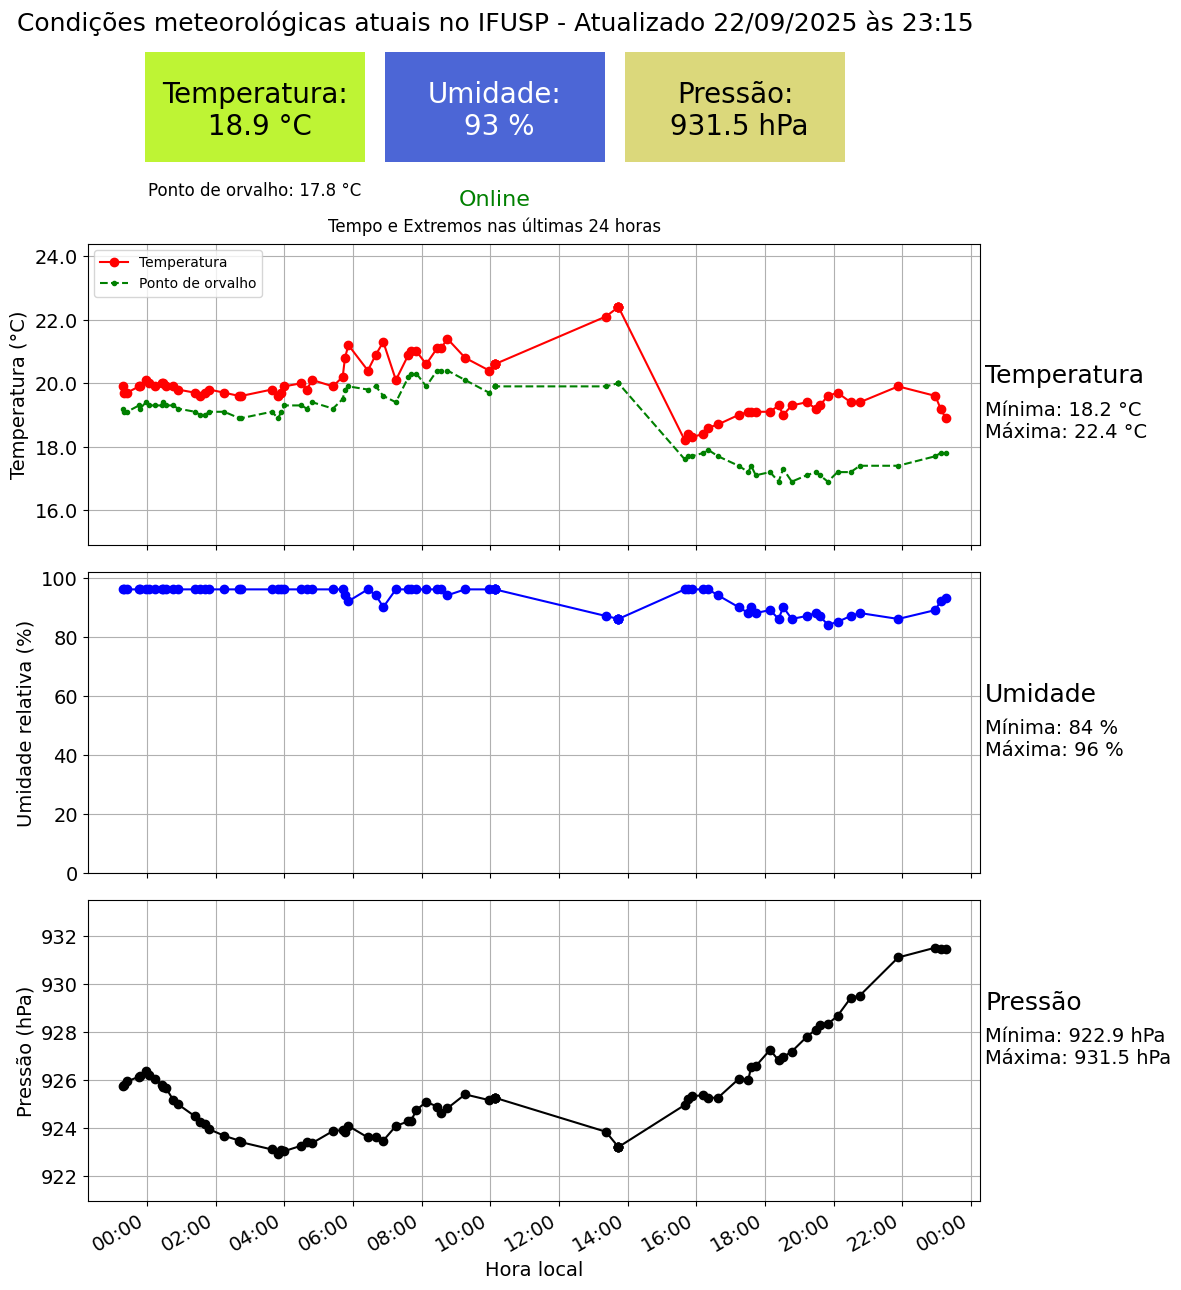 Condições meteorológicas atuais no IFUSP - Atualizado 22/09/2025 às 23:15
Temperatura:
18.9 °C
Umidade:
93 %
Pressão:
931.5 hPa
Ponto de orvalho: 17.8 °C
Online
Tempo e Extremos nas últimas 24 horas
Temperatura (°C)
24.0
22.0
20.0
18.0
16.0
Temperatura
Ponto de orvalho
Temperatura
Mínima: 18.2 °C
Máxima: 22.4 °C
Umidade relativa (%)
100
80
60
40
20
0
Umidade
Mínima: 84 %
Máxima: 96 %
Pressão (hPa)
932
930
928
926
924
922
Pressão
Mínima: 922.9 hPa
Máxima: 931.5 hPa
00:00 02:00 04:00 06:00 08:00 10:00 12:00 14:00 16:00 18:00 20:00 22:00 00:00
Hora local